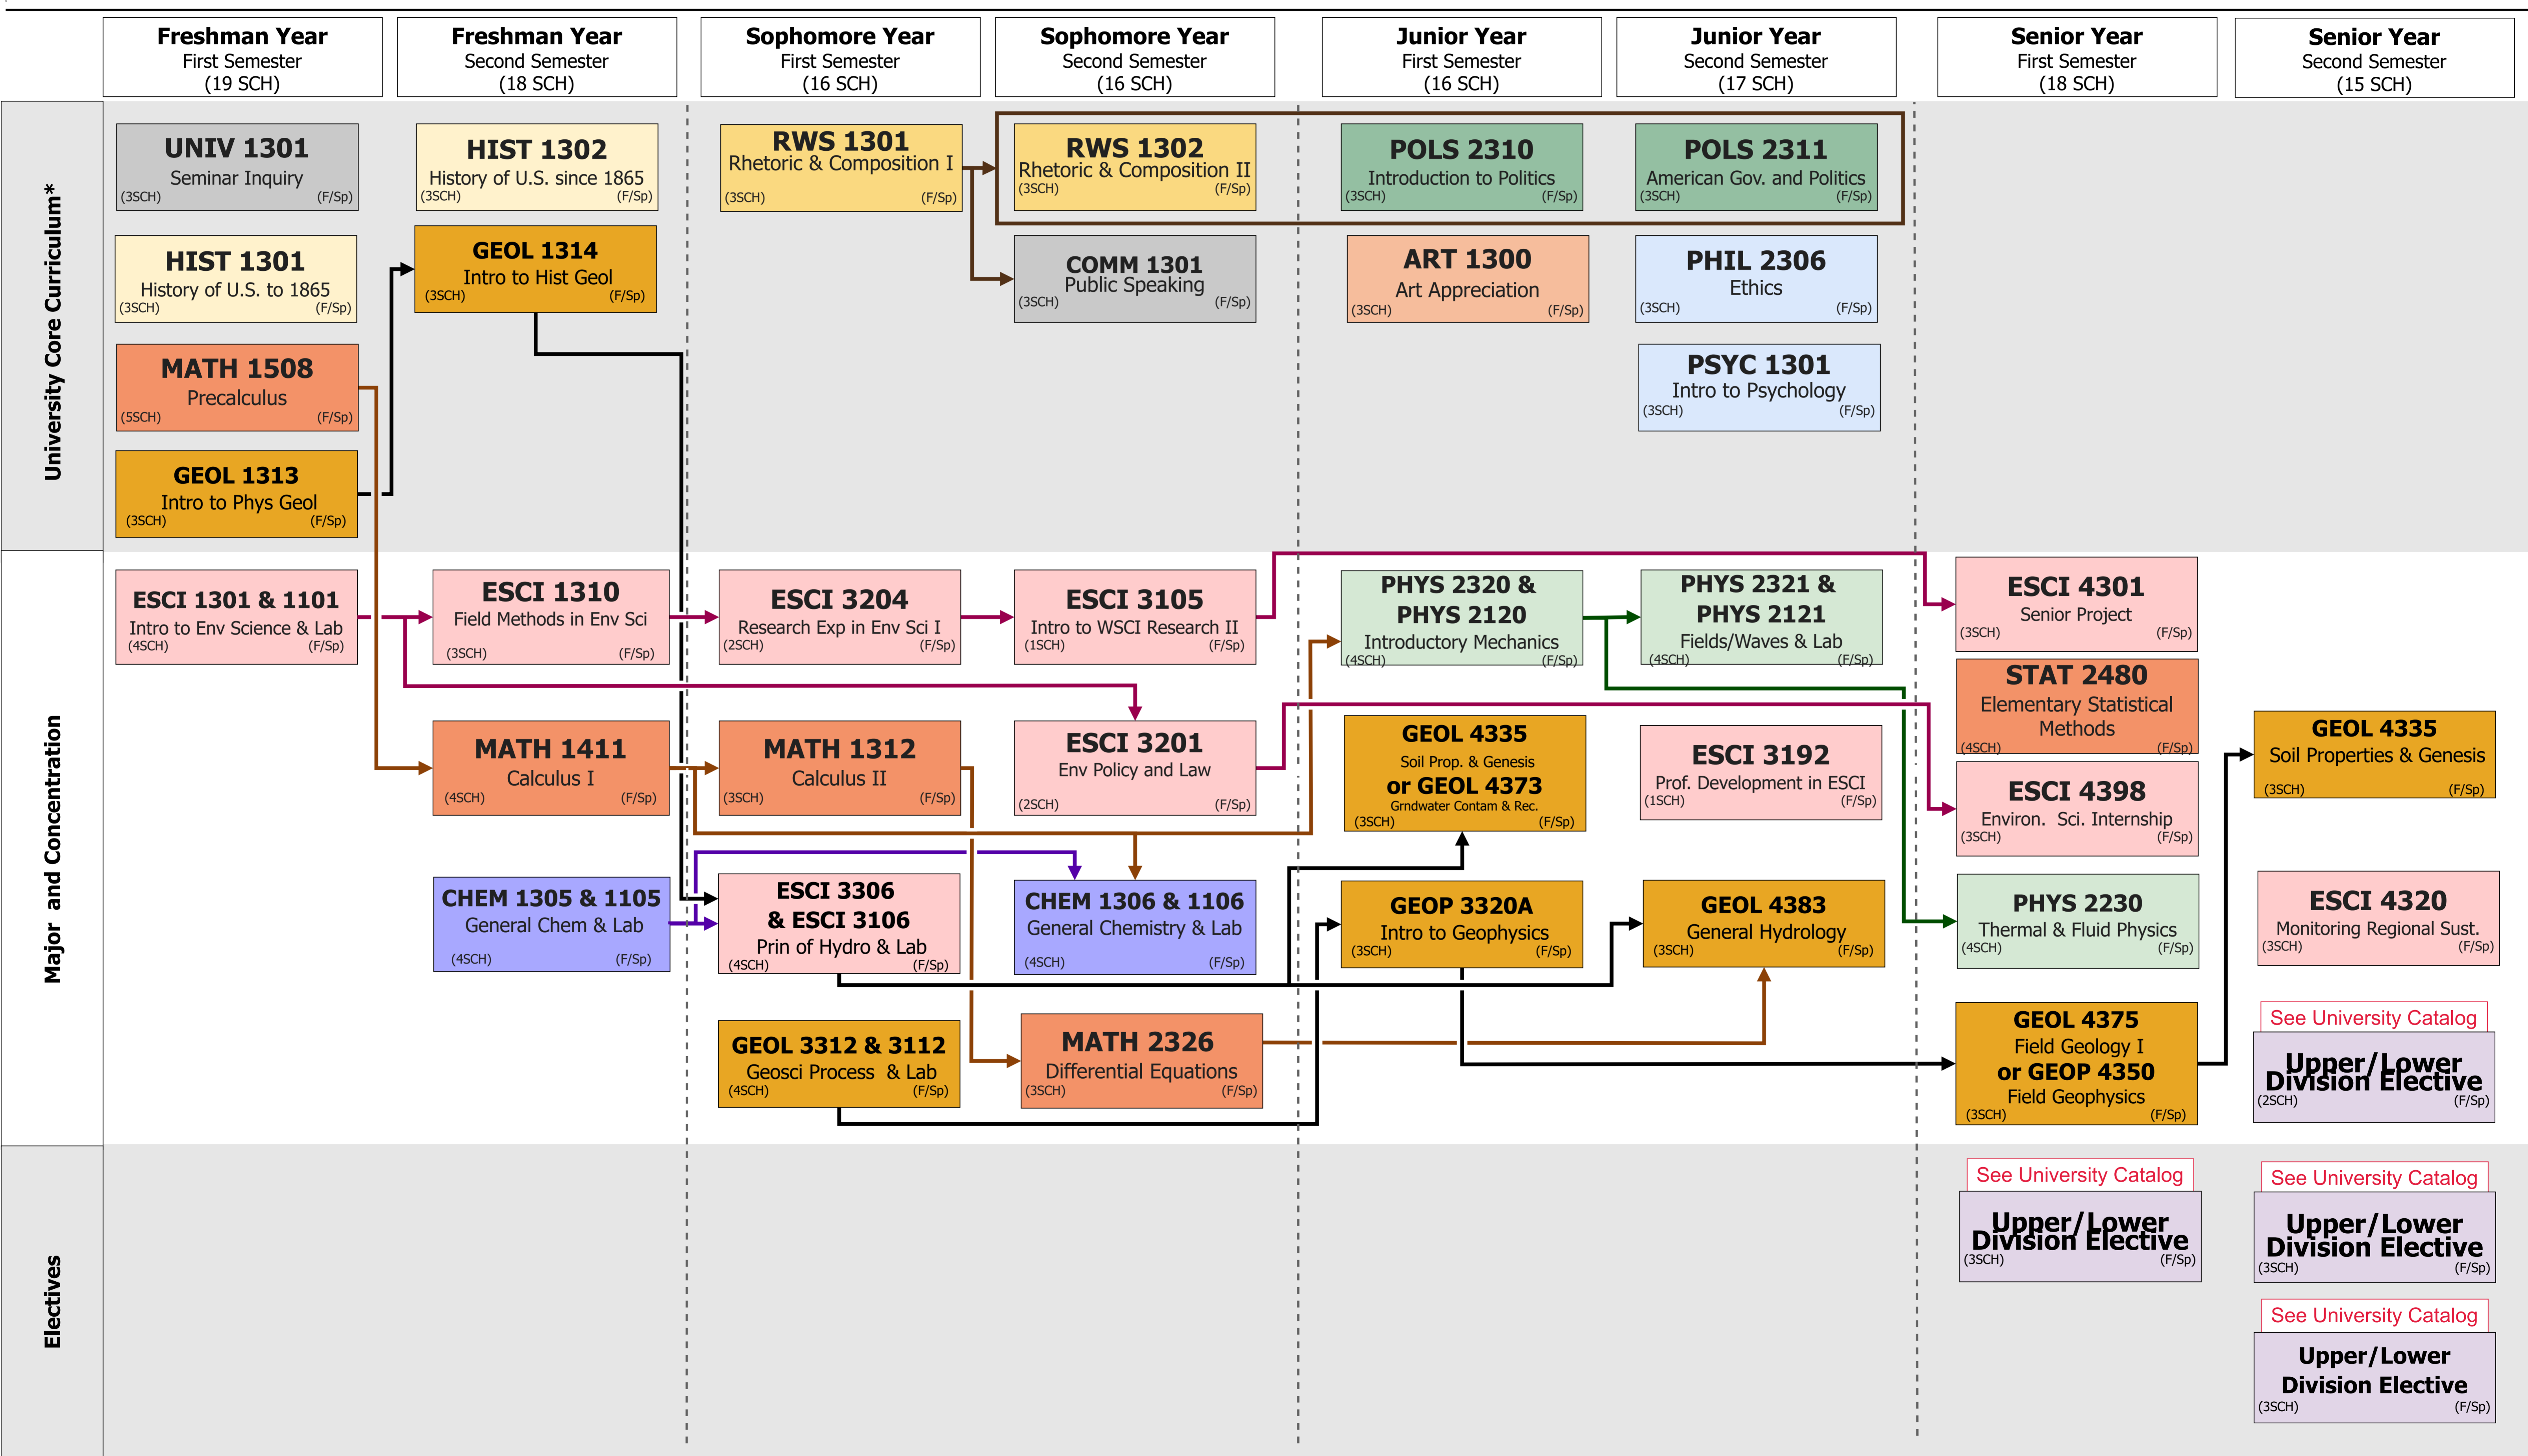 Freshman Year
First Semester
(19 SCH)
Freshman Year
Second Semester
(18 SCH)
Sophomore Year
First Semester
(16 SCH)
Sophomore Year
Second Semester
(16 SCH)
Junior Year
First Semester
(16 SCH)
Junior Year
Second Semester
(17 SCH)
Senior Year
First Semester
(18 SCH)
Senior Year
Second Semester
(15 SCH)
University Core Curriculum*
UNIV 1301
Seminar Inquiry
(3SCH) (F/Sp)
HIST 1301
History of U.S. to 1865
(3SCH) (F/Sp)
MATH 1508
Precalculus
(5SCH) (F/Sp)
GEOL 1313
Intro to Phys Geol
(3SCH) (F/Sp)
HIST 1302
History of U.S. since 1865
(3SCH) (F/Sp)
GEOL 1314
Intro to Hist Geol
(3SCH) (F/Sp)
RWS 1301
Rhetoric & Composition I
(3SCH) (F/Sp)
RWS 1302
Rhetoric & Composition II
(3SCH) (F/Sp)
COMM 1301
Public Speaking
(3SCH) (F/Sp)
POLS 2310
Introduction to Politics
(3SCH) (F/Sp)
ART 1300
Art Appreciation
(3SCH) (F/Sp)
POLS 2311
American Gov. and Politics
(3SCH) (F/Sp)
PHIL 2306
Ethics
(3SCH) (F/Sp)
PSYC 1301
Intro to Psychology
(3SCH) (F/Sp)
Major and Concentration
ESCI 1301 & 1101
Intro to Env Science & Lab
(4SCH) (F/Sp)
ESCI 1310
Field Methods in Env Sci
(3SCH) (F/Sp)
MATH 1411
Calculus I
(4SCH) (F/Sp)
CHEM 1305 & 1105
General Chem & Lab
(4SCH) (F/Sp)
ESCI 3204
Research Exp in Env Sci I
(2SCH) (F/Sp)
MATH 1312
Calculus II
(3SCH) (F/Sp)
ESCI 3306
& ESCI 3106
Prin of Hydro & Lab
(4SCH) (F/Sp)
GEOL 3312 & 3112
Geosci Process & Lab
(4SCH) (F/Sp)
ESCI 3105
Intro to WSCI Research II
(1SCH) (F/Sp)
ESCI 3201
Env Policy and Law
(2SCH) (F/Sp)
CHEM 1306 & 1106
General Chemistry & Lab
(4SCH) (F/Sp)
MATH 2326
Differential Equations
(3SCH) (F/Sp)
PHYS 2320 &
PHYS 2120
Introductory Mechanics
(4SCH) (F/Sp)
GEOL 4335
Soil Prop. & Genesis
or GEOL 4373
Grndwater Contam & Rec.
(3SCH) (F/Sp)
GEOP 3320A
Intro to Geophysics
(3SCH) (F/Sp)
PHYS 2321 &
PHYS 2121
Fields/Waves & Lab
(4SCH) (F/Sp)
ESCI 3192
Prof. Development in ESCI
(1SCH) (F/Sp)
GEOL 4383
General Hydrology
(3SCH) (F/Sp)
ESCI 4301
Senior Project
(3SCH) (F/Sp)
STAT 2480
Elementary Statistical
Methods
(4SCH) (F/Sp)
ESCI 4398
Environ. Sci. Internship
(3SCH) (F/Sp)
PHYS 2230
Thermal & Fluid Physics
(4SCH) (F/Sp)
GEOL 4375
Field Geology I
or GEOP 4350
Field Geophysics
(3SCH) (F/Sp)
GEOL 4335
Soil Properties & Genesis
(3SCH) (F/Sp)
ESCI 4320
Monitoring Regional Sust.
(3SCH) (F/Sp)
See University Catalog
Upper/Lower
Division Elective
(2SCH) (F/Sp)
Electives
See University Catalog
Upper/Lower
Division Elective
(3SCH) (F/Sp)
See University Catalog
Upper/Lower
Division Elective
(3SCH) (F/Sp)
See University Catalog
Upper/Lower
Division Elective
(3SCH) (F/Sp)